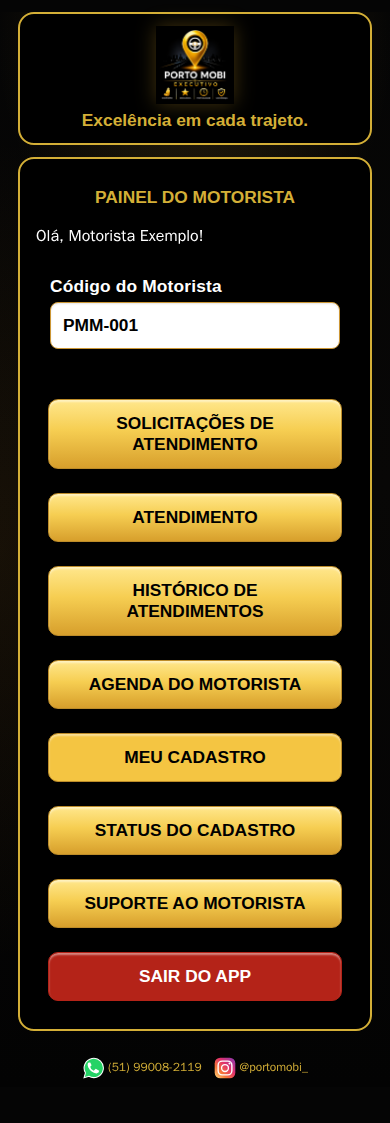 PORTO MOBI
EXECUTIVO
Excelência em cada trajeto.
PAINEL DO MOTORISTA
Olá, Motorista Exemplo!
Código do Motorista
PMM-001
SOLICITAÇÕES DE
ATENDIMENTO
ATENDIMENTO
HISTÓRICO DE
ATENDIMENTOS
AGENDA DO MOTORISTA
MEU CADASTRO
STATUS DO CADASTRO
SUPORTE AO MOTORISTA
SAIR DO APP
(51) 99008-2119 @portomobi_